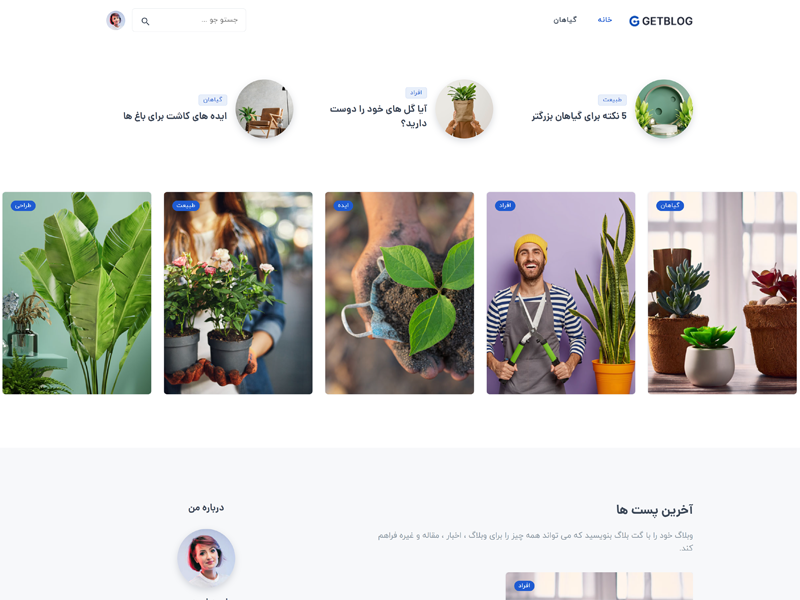 GETBLOG
خانه
گیاهان
جستو جو ...
طبیعت
5 نکته برای گیاهان بزرگتر
افراد
آیا گل های خود را دوست
دارید؟
گیاهان
ایده های کاشت برای باغ ها
گیاهان
افراد
ایده
طبیعت
طراحی
آخرین پست ها
وبلاگ خود را با گت بلاگ بنویسید که می تواند همه چیز را برای وبلاگ ، اخبار ، مقاله و غیره فراهم
کند.
افراد
درباره من